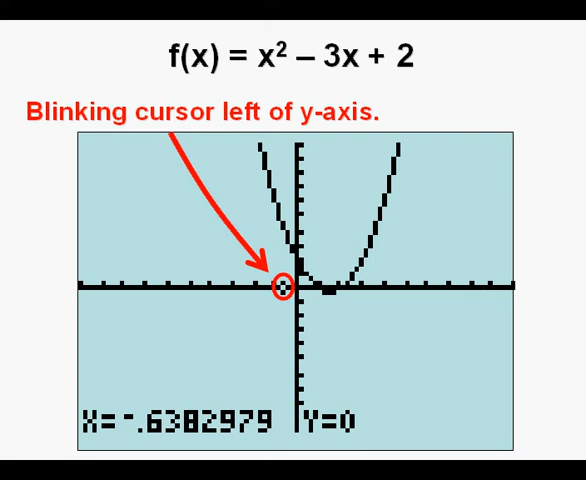 f(x) = x² – 3x + 2
Blinking cursor left of y-axis.
X=-.6382979 Y=0